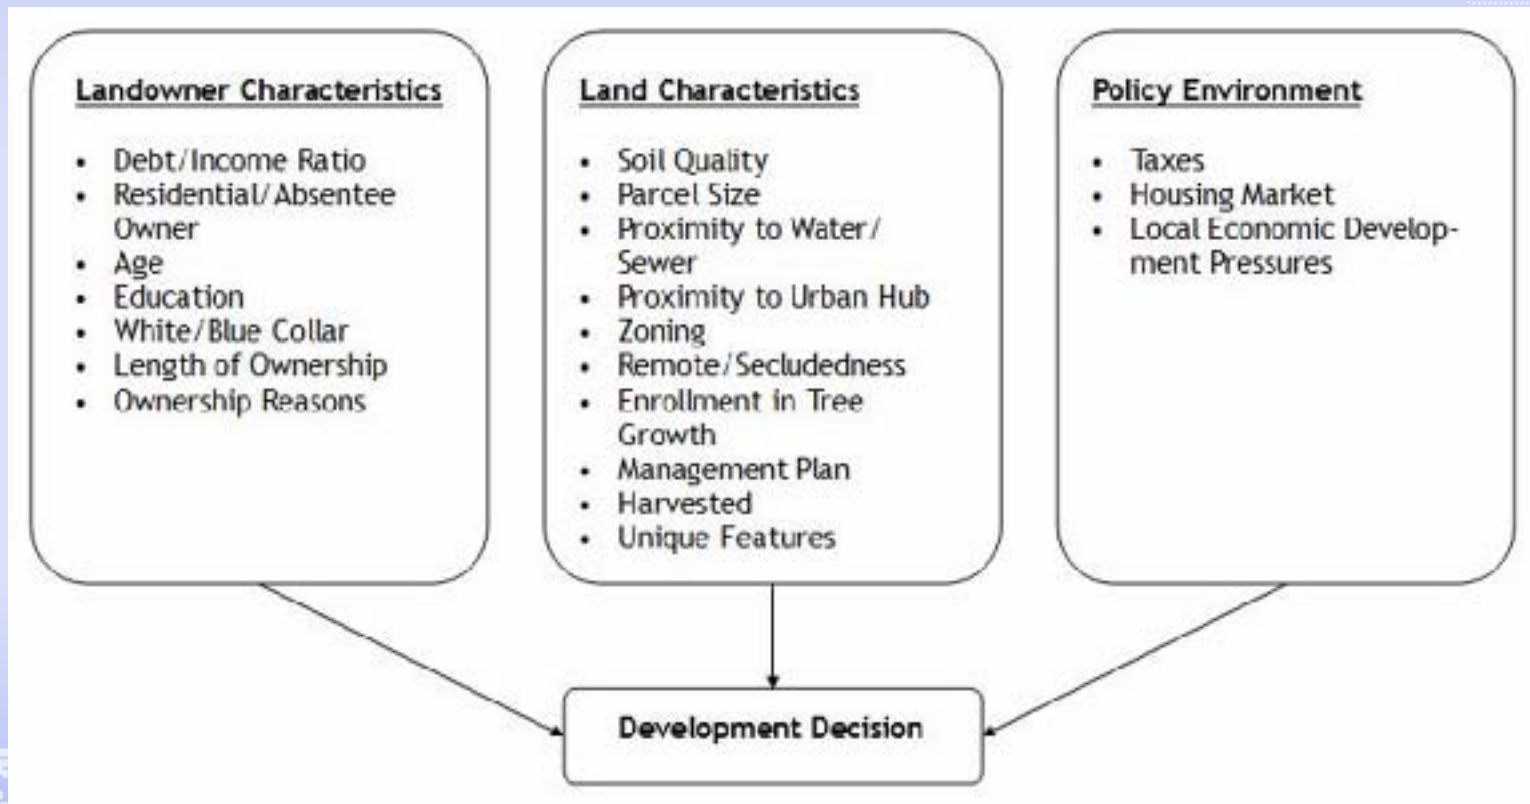 Landowner Characteristics
• Debt/Income Ratio
• Residential/Absentee
Owner
• Age
• Education
• White/Blue Collar
• Length of Ownership
• Ownership Reasons
Land Characteristics
• Soil Quality
• Parcel Size
• Proximity to Water/
Sewer
• Proximity to Urban Hub
• Zoning
• Remote/Secludedness
• Enrollment in Tree
Growth
• Management Plan
• Harvested
• Unique Features
Policy Environment
• Taxes
• Housing Market
• Local Economic Develop-
ment Pressures
Development Decision